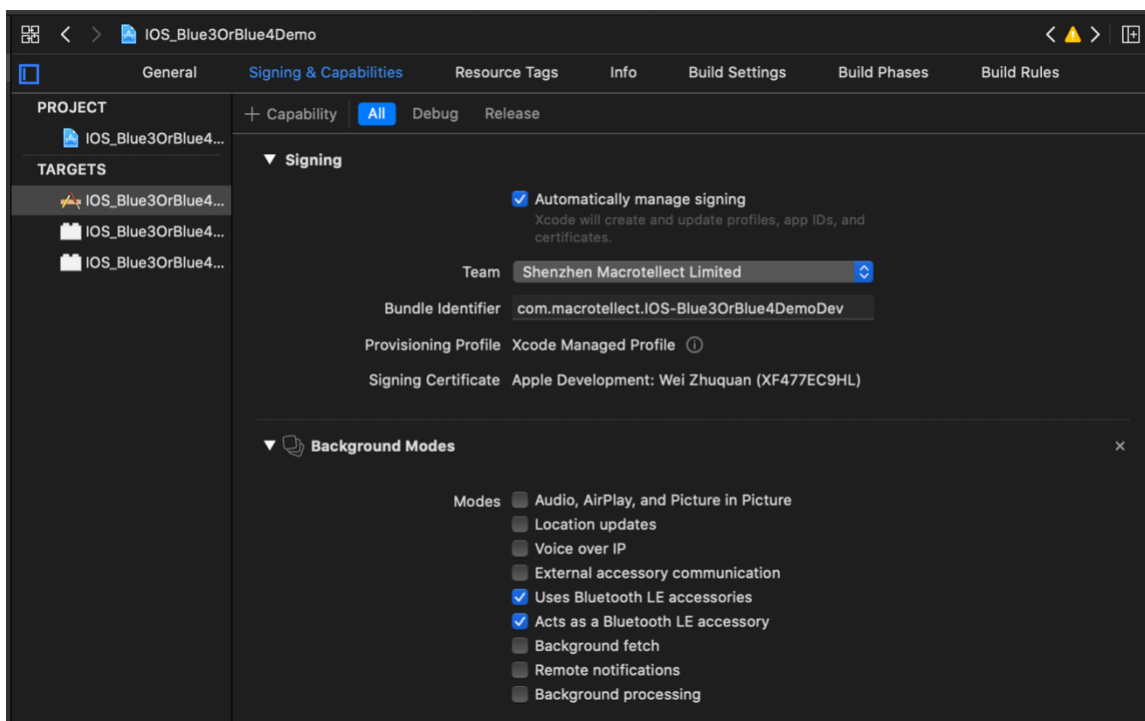 IOS_Blue3OrBlue4Demo
General Signing & Capabilities Resource Tags Info Build Settings Build Phases Build Rules
PROJECT
IOS_Blue3OrBlue4...
TARGETS
IOS_Blue3OrBlue4...
IOS_Blue3OrBlue4...
IOS_Blue3OrBlue4...
+ Capability All Debug Release
Signing
Automatically manage signing
Xcode will create and update profiles, app IDs, and
certificates.
Team Shenzhen Macrotellect Limited
Bundle Identifier com.macrotellect.IOS-Blue3OrBlue4DemoDev
Provisioning Profile Xcode Managed Profile
Signing Certificate Apple Development: Wei Zhuquan (XF477EC9HL)
Background Modes
Modes Audio, AirPlay, and Picture in Picture
Location updates
Voice over IP
External accessory communication
Uses Bluetooth LE accessories
Acts as a Bluetooth LE accessory
Background fetch
Remote notifications
Background processing